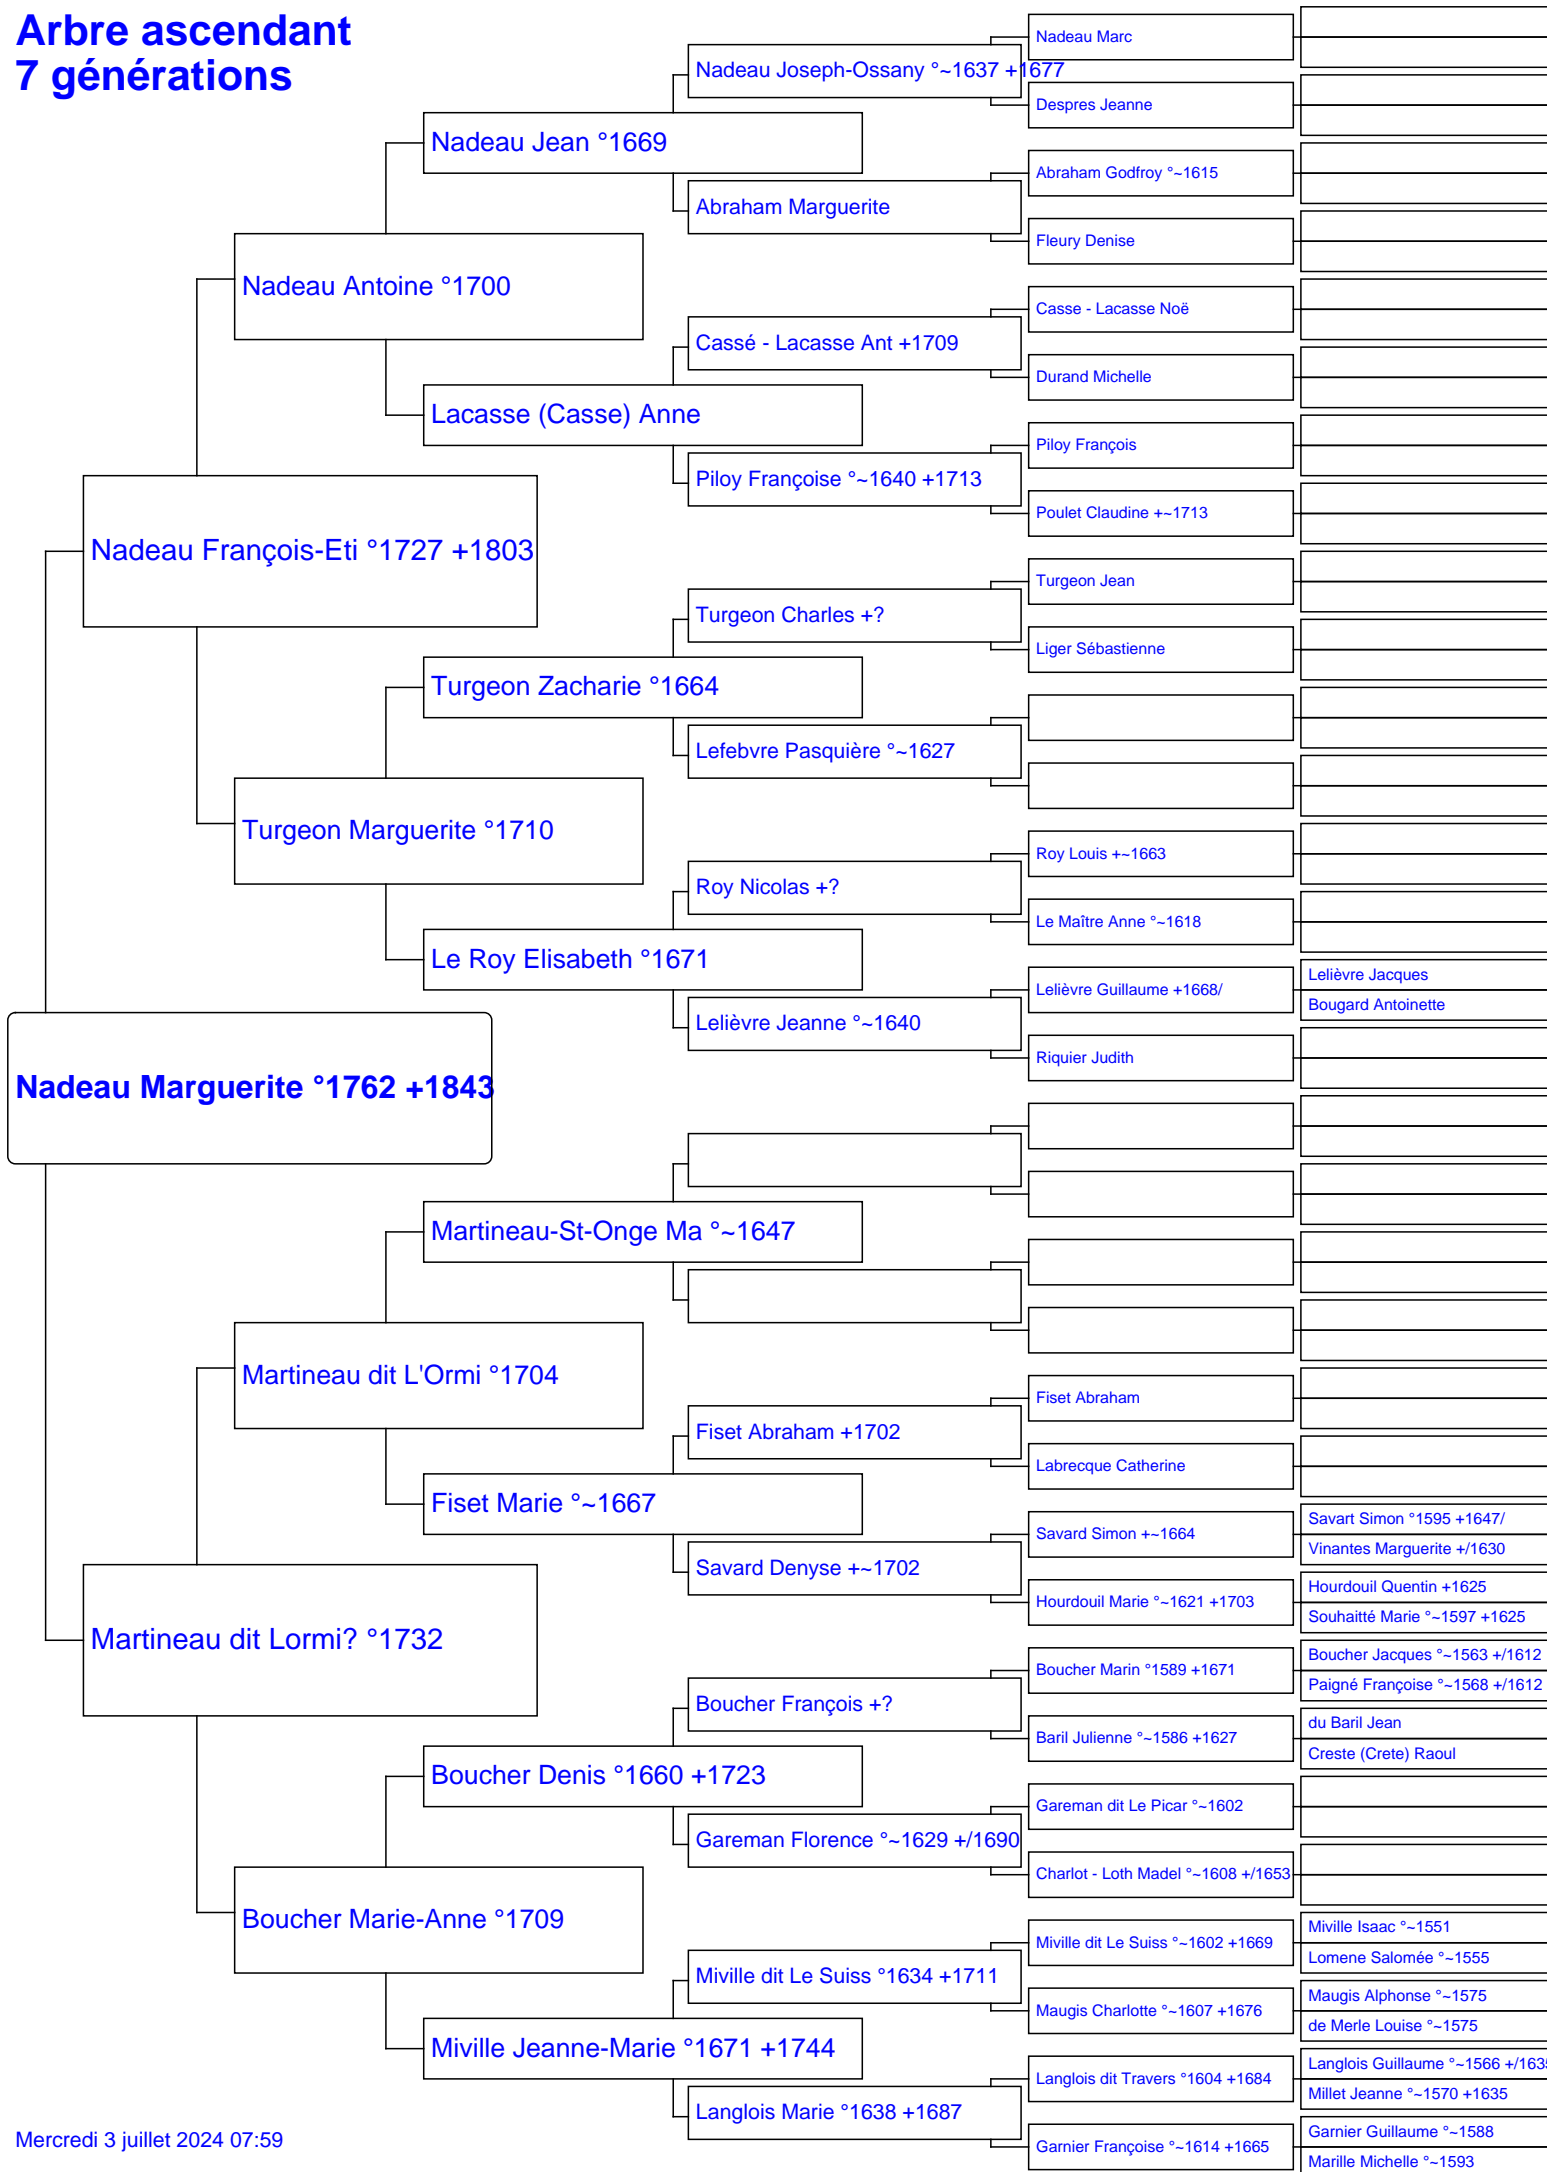 Arbre ascendant
7 générations
Nadeau Marc
Nadeau Joseph-Ossany °~1637 +1677
Despres Jeanne
Nadeau Jean °1669
Abraham Godfroy °~1615
Abraham Marguerite
Fleury Denise
Nadeau Antoine °1700
Casse - Lacasse Noë
Cassé - Lacasse Ant +1709
Durand Michelle
Lacasse (Casse) Anne
Piloy François
Piloy Françoise °~1640 +1713
Poulet Claudine +~1713
Nadeau François-Eti °1727 +1803
Turgeon Jean
Turgeon Charles +?
Liger Sébastienne
Turgeon Zacharie °1664
Lefebvre Pasquière °~1627
Turgeon Marguerite °1710
Roy Louis +~1663
Roy Nicolas +?
Le Maître Anne °~1618
Le Roy Elisabeth °1671
Lelièvre Jacques
Lelièvre Guillaume +1668/
Bougard Antoinette
Lelièvre Jeanne °~1640
Riquier Judith
Nadeau Marguerite °1762 +1843
Martineau-St-Onge Ma °~1647
Martineau dit L'Ormi °1704
Fiset Abraham
Fiset Abraham +1702
Labrecque Catherine
Fiset Marie °~1667
Savart Simon °1595 +1647/
Savard Simon +~1664
Vinantes Marguerite +/1630
Savard Denyse +~1702
Hourdouil Quentin +1625
Hourdouil Marie °~1621 +1703
Souhaitté Marie °~1597 +1625
Martineau dit Lormi? °1732
Boucher Jacques °~1563 +/1612
Boucher Marin °1589 +1671
Paigné Françoise °~1568 +/1612
Boucher François +?
du Baril Jean
Baril Julienne °~1586 +1627
Creste (Crete) Raoul
Boucher Denis °1660 +1723
Gareman dit Le Picar °~1602
Gareman Florence °~1629 +/1690
Charlot - Loth Madel °~1608 +/1653
Boucher Marie-Anne °1709
Miville Isaac °~1551
Miville dit Le Suiss °~1602 +1669
Lomene Salomée °~1555
Miville dit Le Suiss °1634 +1711
Maugis Alphonse °~1575
Maugis Charlotte °~1607 +1676
de Merle Louise °~1575
Miville Jeanne-Marie °1671 +1744
Langlois Guillaume °~1566 +/1635
Langlois dit Travers °1604 +1684
Millet Jeanne °~1570 +1635
Langlois Marie °1638 +1687
Garnier Guillaume °~1588
Garnier Françoise °~1614 +1665
Marille Michelle °~1593
Mercredi 3 juillet 2024 07:59